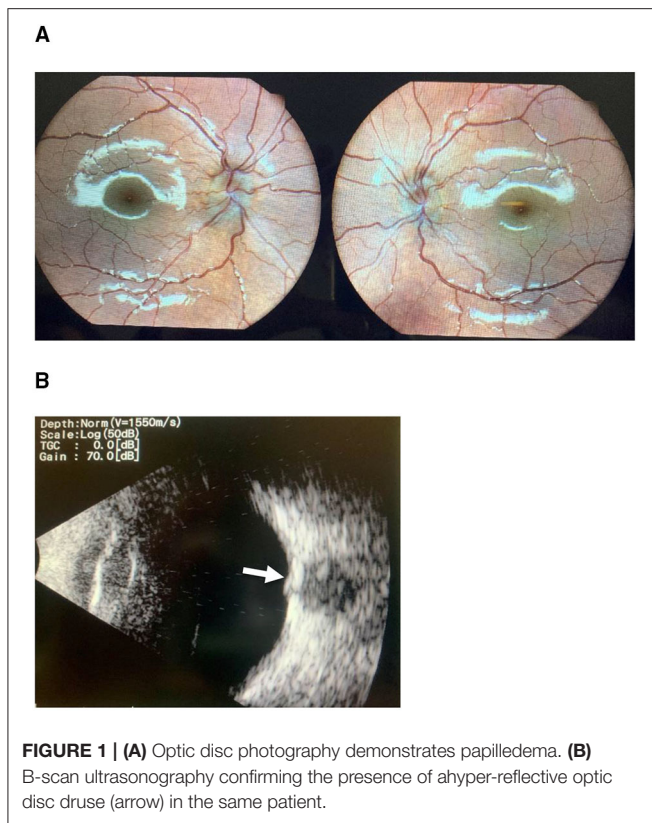 A
B
Depth:Norm(V=1550m/s)
Scale:Log(50dB)
TGC : 0.0[dB]
Gain : 70.0[dB]
FIGURE 1 | (A) Optic disc photography demonstrates papilledema. (B)
B-scan ultrasonography confirming the presence of ahyper-reflective optic
disc druse (arrow) in the same patient.